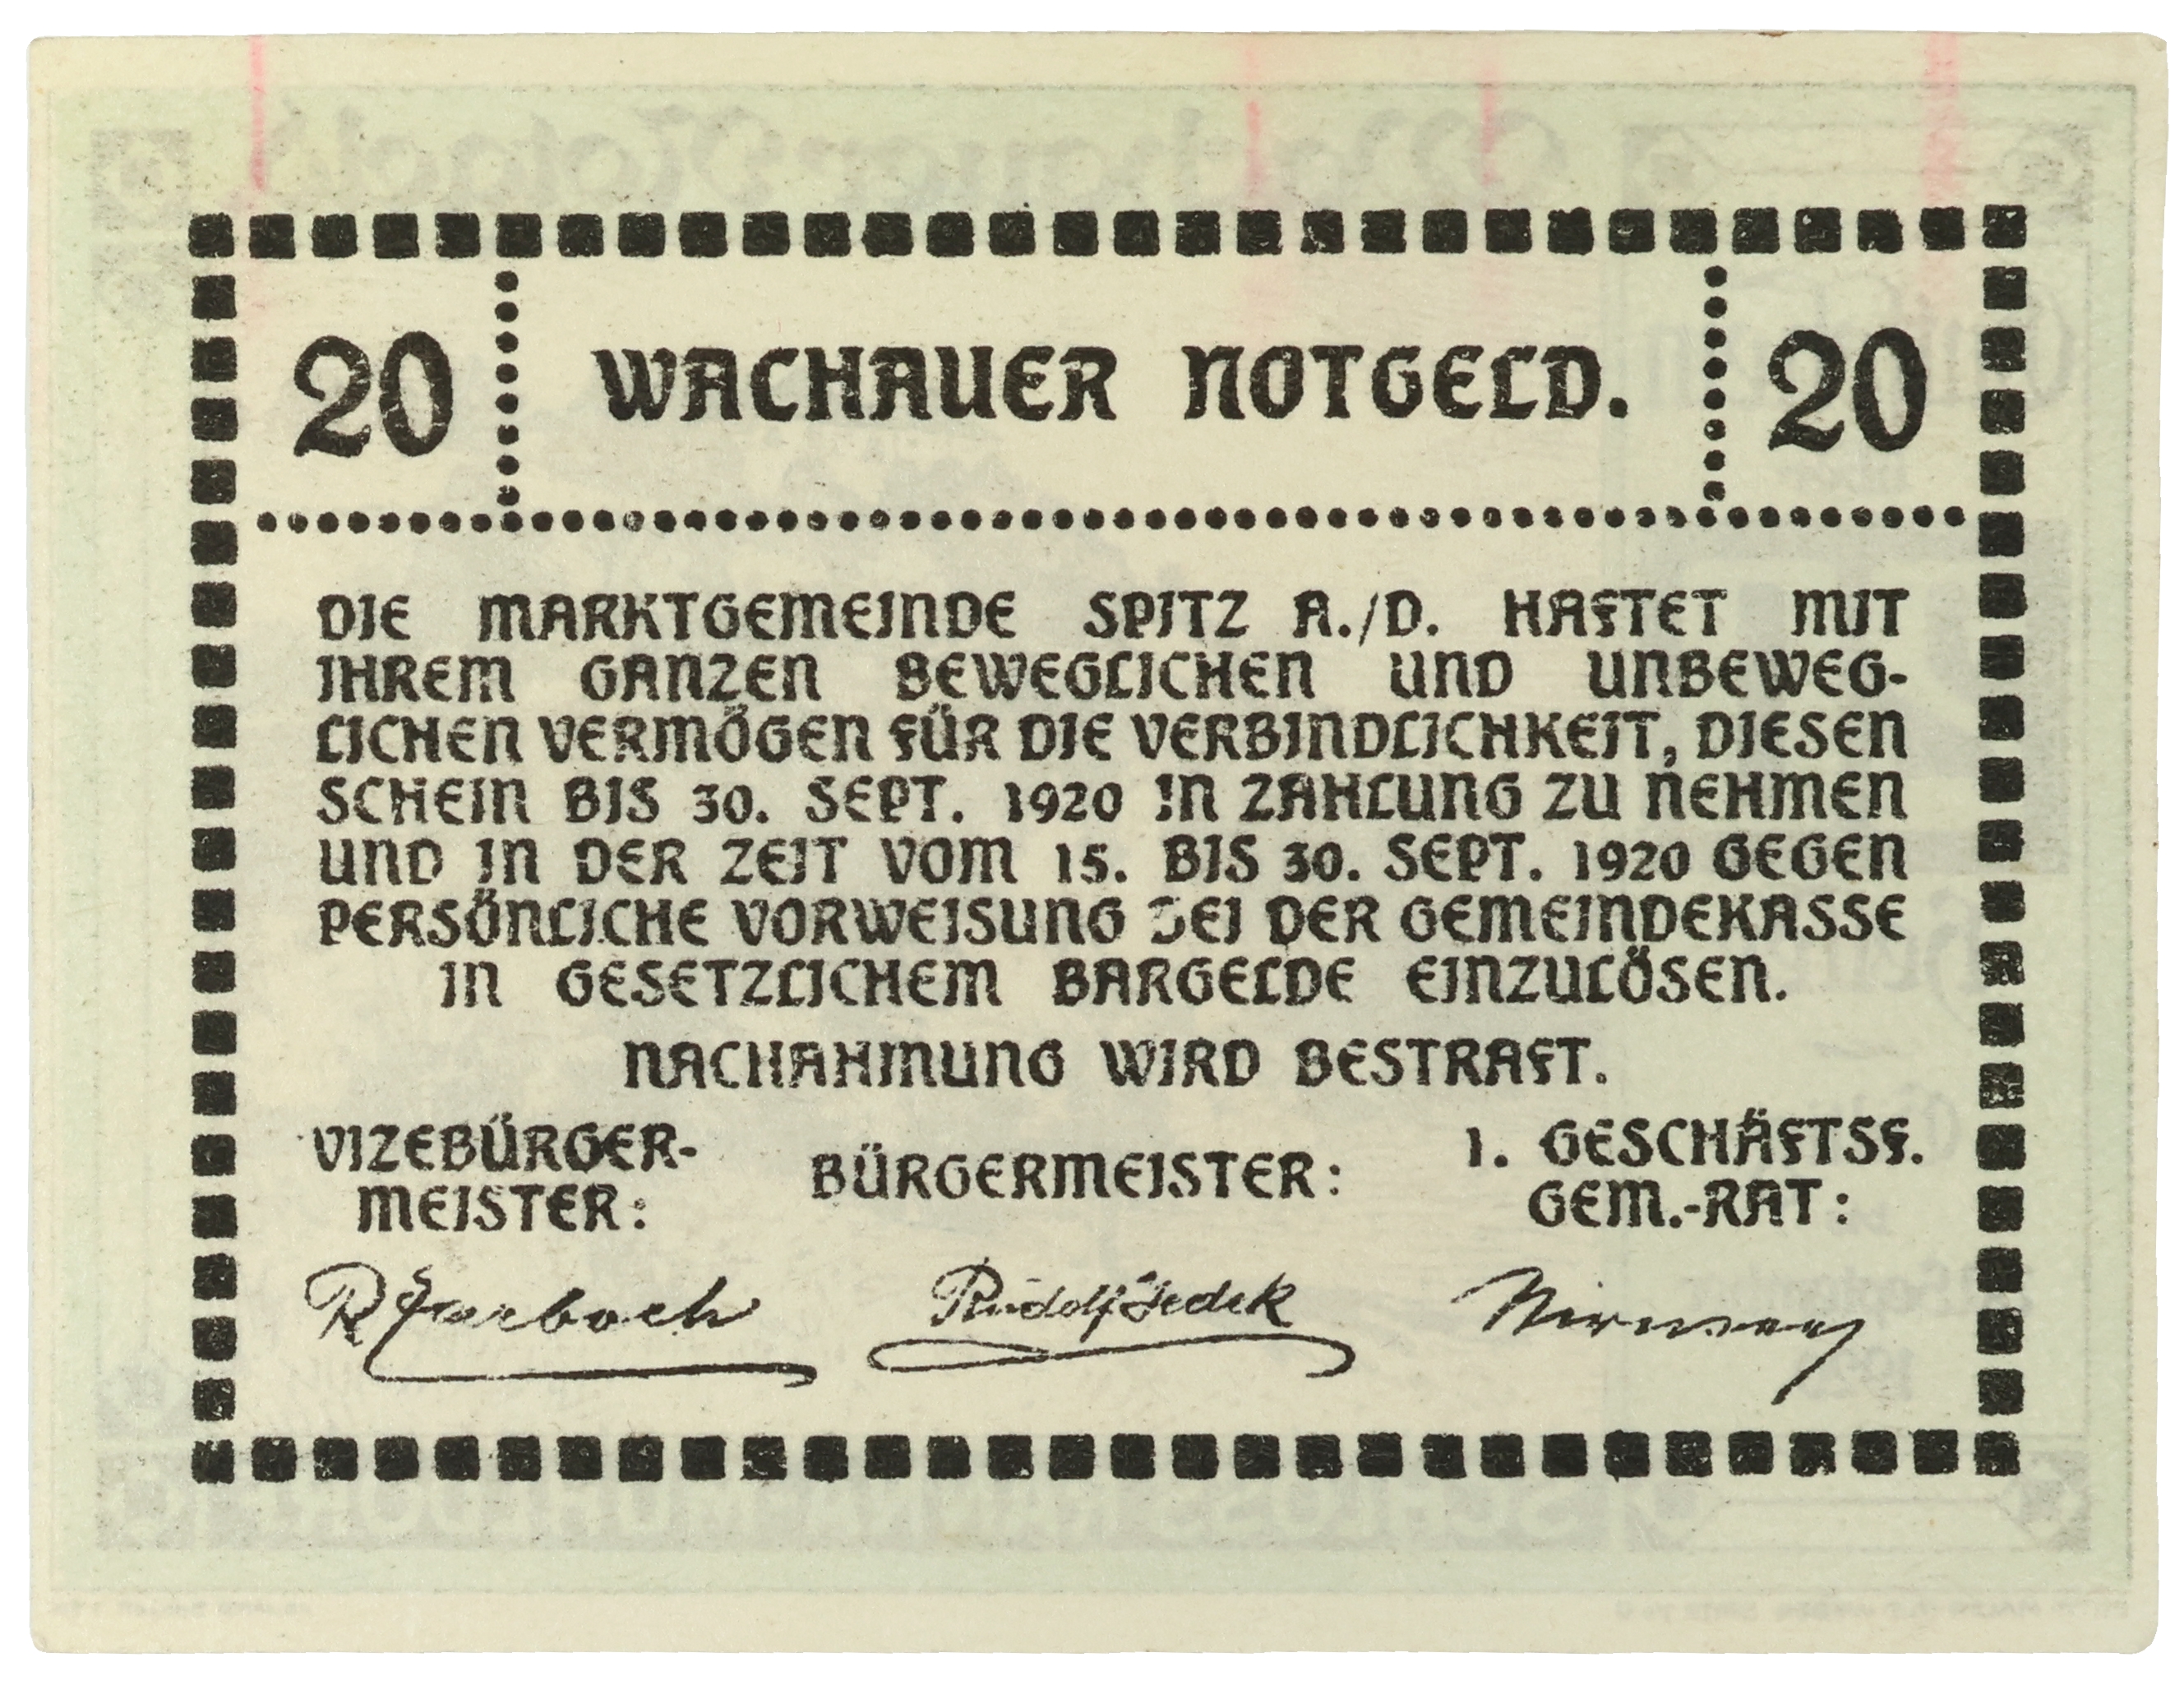 20 WACHAUER NOTGELD. 20
DIE MARKTGEMEINDE SPITZ A./D. HAFTET MIT
IHREM GANZEN BEWEGLICHEN UND UNBEWEG-
LICHEN VERMÖGEN FÜR DIE VERBINDLICHKEIT, DIESEN
SCHEIN BIS 30. SEPT. 1920 IN ZAHLUNG ZU NEHMEN
UND IN DER ZEIT VOM 15. BIS 30. SEPT. 1920 GEGEN
PERSÖNLICHE VORWEISUNG BEI DER GEMEINDEKASSE
IN GESETZLICHEM BARGELDE EINZULÖSEN.
NACHAHMUNG WIRD BESTRAFT.
VIZEBÜRGER-
MEISTER:
BÜRGERMEISTER:
1. GESCHÄFTSF.
GEM.-RAT:
Rudolf